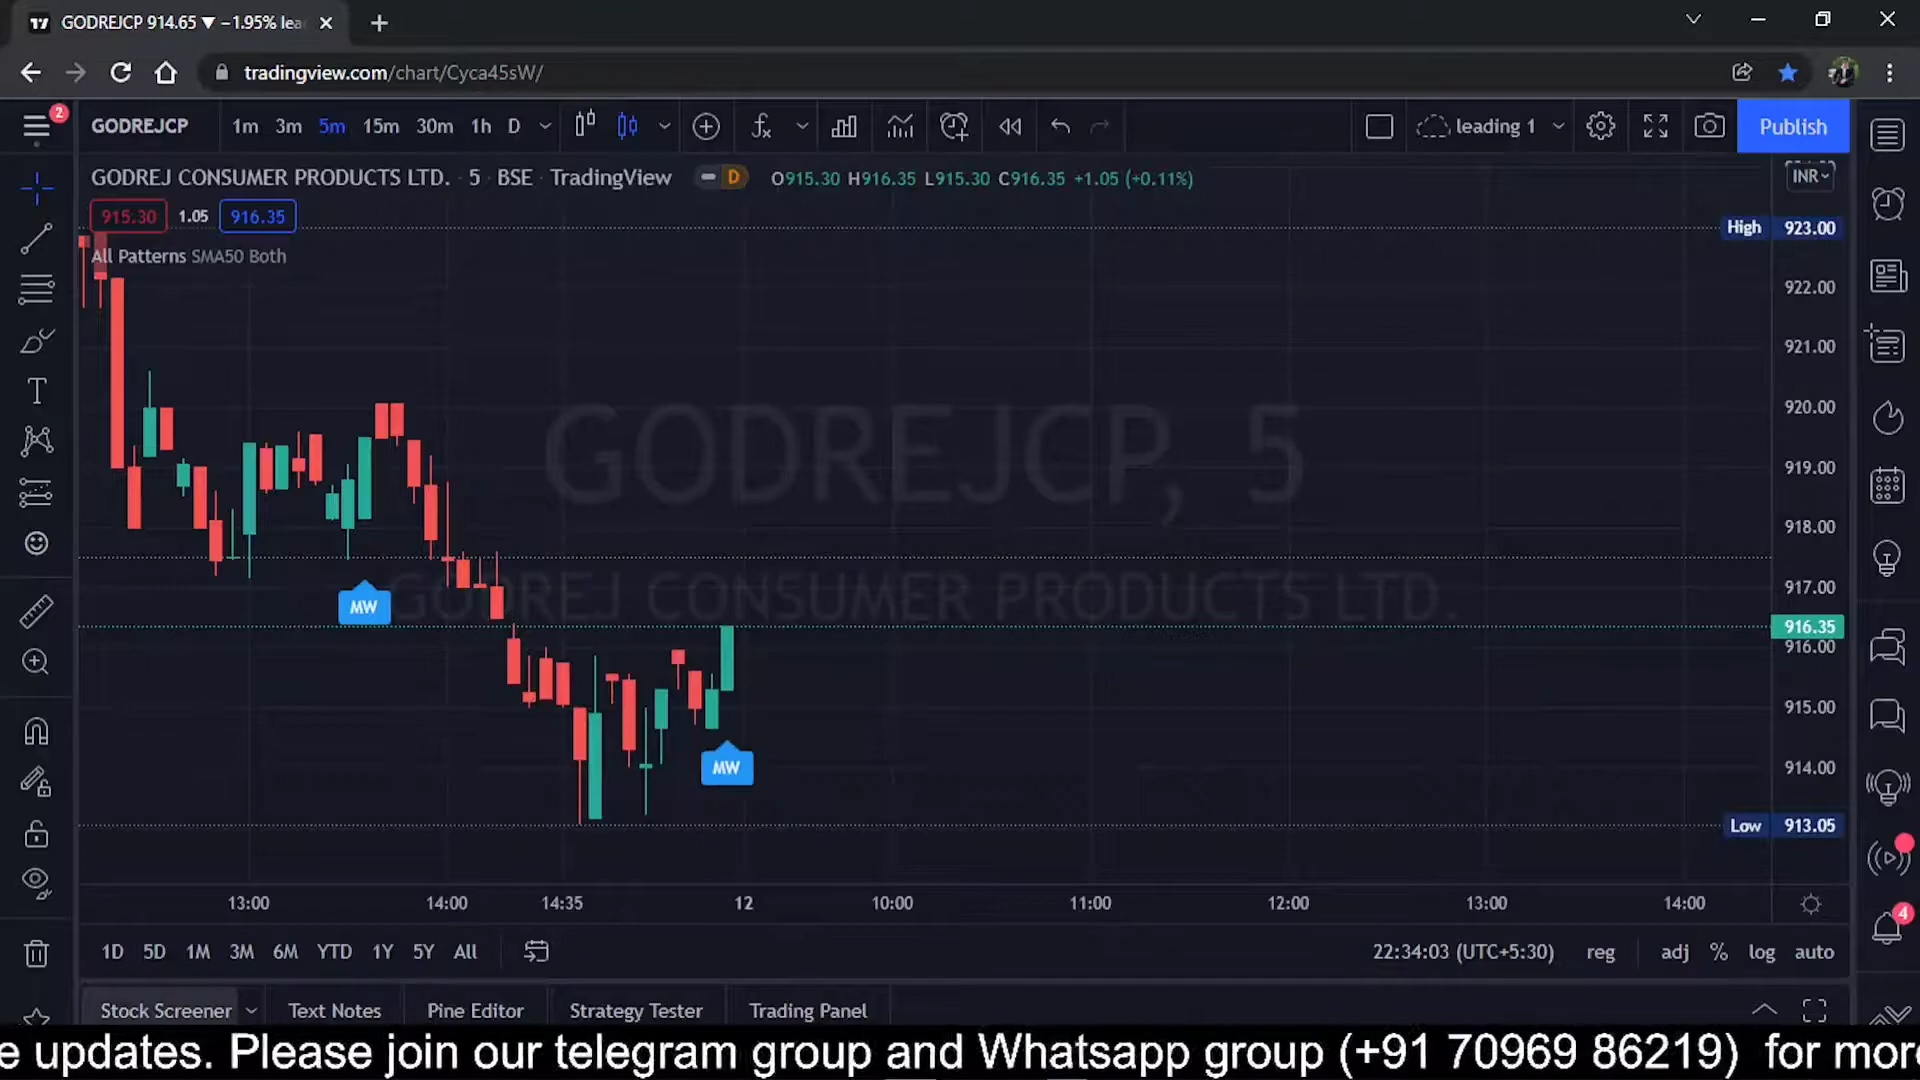 GODREJCP 914.65 ▼ −1.95% lea
tradingview.com/chart/Cyca45sW/
2
GODREJCP 1m 3m 5m 15m 30m 1h D leading 1 Publish
GODREJ CONSUMER PRODUCTS LTD. · 5 · BSE · TradingView D O915.30 H916.35 L915.30 C916.35 +1.05 (+0.11%)
INR
915.30 1.05 916.35
High 923.00
All Patterns SMA50 Both
922.00
921.00
920.00
GODREJCP, 5
919.00
918.00
917.00
GODREJ CONSUMER PRODUCTS LTD.
MW
916.35
916.00
915.00
MW
914.00
Low 913.05
13:00 14:00 14:35 12 10:00 11:00 12:00 13:00 14:00
4
1D 5D 1M 3M 6M YTD 1Y 5Y All 22:34:03 (UTC+5:30) reg adj % log auto
Stock Screener Text Notes Pine Editor Strategy Tester Trading Panel
e updates. Please join our telegram group and Whatsapp group (+91 70969 86219) for more